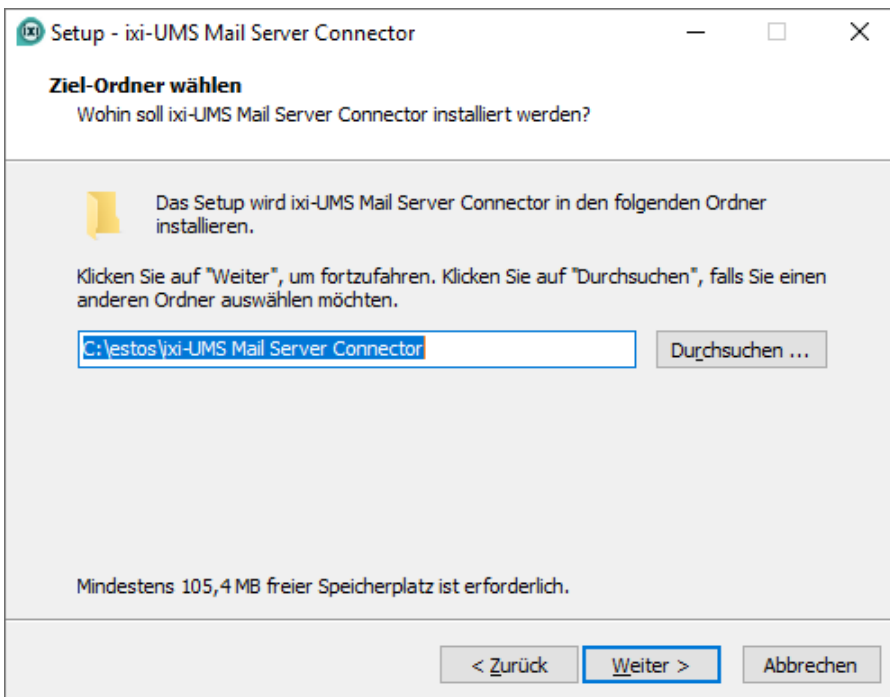 Setup - ixi-UMS Mail Server Connector
Ziel-Ordner wählen
Wohin soll ixi-UMS Mail Server Connector installiert werden?
Das Setup wird ixi-UMS Mail Server Connector in den folgenden Ordner
installieren.
Klicken Sie auf "Weiter", um fortzufahren. Klicken Sie auf "Durchsuchen", falls Sie einen
anderen Ordner auswählen möchten.
C:\estos\ixi-UMS Mail Server Connector
Durchsuchen ...
Mindestens 105,4 MB freier Speicherplatz ist erforderlich.
< Zurück
Weiter >
Abbrechen